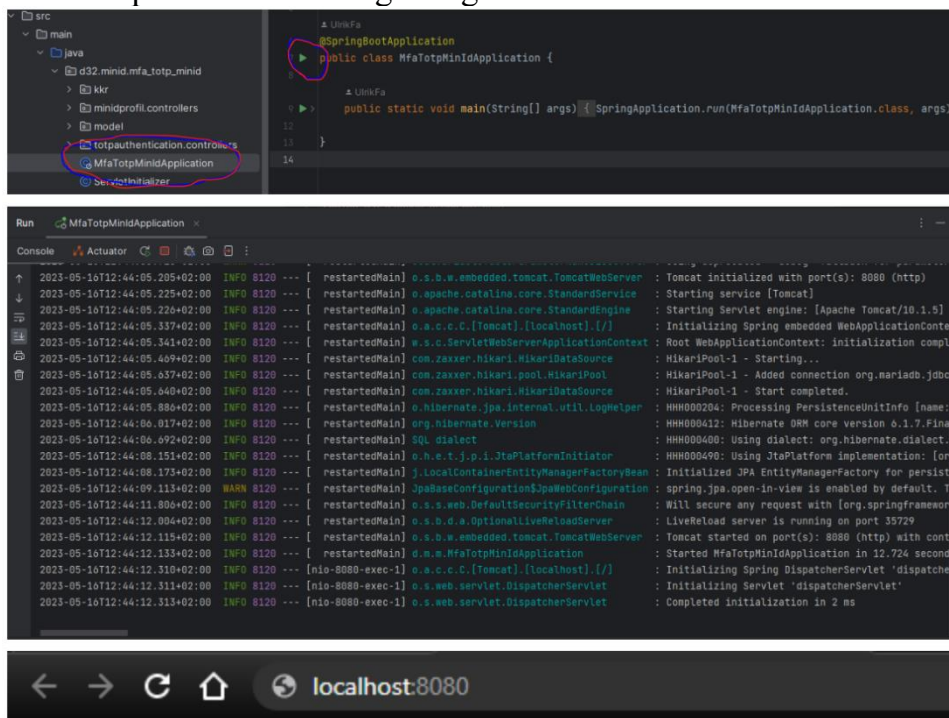 src
main
java
d32.minid.mfa_totp_minid
kkr
minidprofil.controllers
model
totpauthentication.controllers
MfaTotpMinIdApplication
ServletInitializer
UlrikFa
@SpringBootApplication
public class MfaTotpMinIdApplication {
UlrikFa
public static void main(String[] args) { SpringApplication.run(MfaTotpMinIdApplication.class, args)
12
13 }
14
Run MfaTotpMinIdApplication
Console Actuator
2023-05-16T12:44:05.205+02:00 INFO 8120 --- [ restartedMain] o.s.b.w.embedded.tomcat.TomcatWebServer : Tomcat initialized with port(s): 8080 (http)
2023-05-16T12:44:05.225+02:00 INFO 8120 --- [ restartedMain] o.apache.catalina.core.StandardService : Starting service [Tomcat]
2023-05-16T12:44:05.226+02:00 INFO 8120 --- [ restartedMain] o.apache.catalina.core.StandardEngine : Starting Servlet engine: [Apache Tomcat/10.1.5]
2023-05-16T12:44:05.337+02:00 INFO 8120 --- [ restartedMain] o.a.c.c.C.[Tomcat].[localhost].[/] : Initializing Spring embedded WebApplicationConte
2023-05-16T12:44:05.341+02:00 INFO 8120 --- [ restartedMain] w.s.c.ServletWebServerApplicationContext : Root WebApplicationContext: initialization compl
2023-05-16T12:44:05.469+02:00 INFO 8120 --- [ restartedMain] com.zaxxer.hikari.HikariDataSource : HikariPool-1 - Starting...
2023-05-16T12:44:05.637+02:00 INFO 8120 --- [ restartedMain] com.zaxxer.hikari.pool.HikariPool : HikariPool-1 - Added connection org.mariadb.jdbc
2023-05-16T12:44:05.640+02:00 INFO 8120 --- [ restartedMain] com.zaxxer.hikari.HikariDataSource : HikariPool-1 - Start completed.
2023-05-16T12:44:05.886+02:00 INFO 8120 --- [ restartedMain] o.hibernate.jpa.internal.util.LogHelper : HHH000204: Processing PersistenceUnitInfo [name:
2023-05-16T12:44:06.017+02:00 INFO 8120 --- [ restartedMain] org.hibernate.Version : HHH000412: Hibernate ORM core version 6.1.7.Fina
2023-05-16T12:44:06.692+02:00 INFO 8120 --- [ restartedMain] SQL dialect : HHH000400: Using dialect: org.hibernate.dialect.
2023-05-16T12:44:08.151+02:00 INFO 8120 --- [ restartedMain] o.h.e.t.j.p.i.JtaPlatformInitiator : HHH000490: Using JtaPlatform implementation: [or
2023-05-16T12:44:08.173+02:00 INFO 8120 --- [ restartedMain] j.LocalContainerEntityManagerFactoryBean : Initialized JPA EntityManagerFactory for persist
2023-05-16T12:44:09.113+02:00 WARN 8120 --- [ restartedMain] JpaBaseConfiguration$JpaWebConfiguration : spring.jpa.open-in-view is enabled by default. T
2023-05-16T12:44:11.806+02:00 INFO 8120 --- [ restartedMain] o.s.s.web.DefaultSecurityFilterChain : Will secure any request with [org.springframewor
2023-05-16T12:44:12.004+02:00 INFO 8120 --- [ restartedMain] o.s.b.d.a.OptionalLiveReloadServer : LiveReload server is running on port 35729
2023-05-16T12:44:12.115+02:00 INFO 8120 --- [ restartedMain] o.s.b.w.embedded.tomcat.TomcatWebServer : Tomcat started on port(s): 8080 (http) with cont
2023-05-16T12:44:12.133+02:00 INFO 8120 --- [ restartedMain] d.m.m.MfaTotpMinIdApplication : Started MfaTotpMinIdApplication in 12.724 second
2023-05-16T12:44:12.310+02:00 INFO 8120 --- [nio-8080-exec-1] o.a.c.c.C.[Tomcat].[localhost].[/] : Initializing Spring DispatcherServlet 'dispatche
2023-05-16T12:44:12.311+02:00 INFO 8120 --- [nio-8080-exec-1] o.s.web.servlet.DispatcherServlet : Initializing Servlet 'dispatcherServlet'
2023-05-16T12:44:12.313+02:00 INFO 8120 --- [nio-8080-exec-1] o.s.web.servlet.DispatcherServlet : Completed initialization in 2 ms
localhost:8080